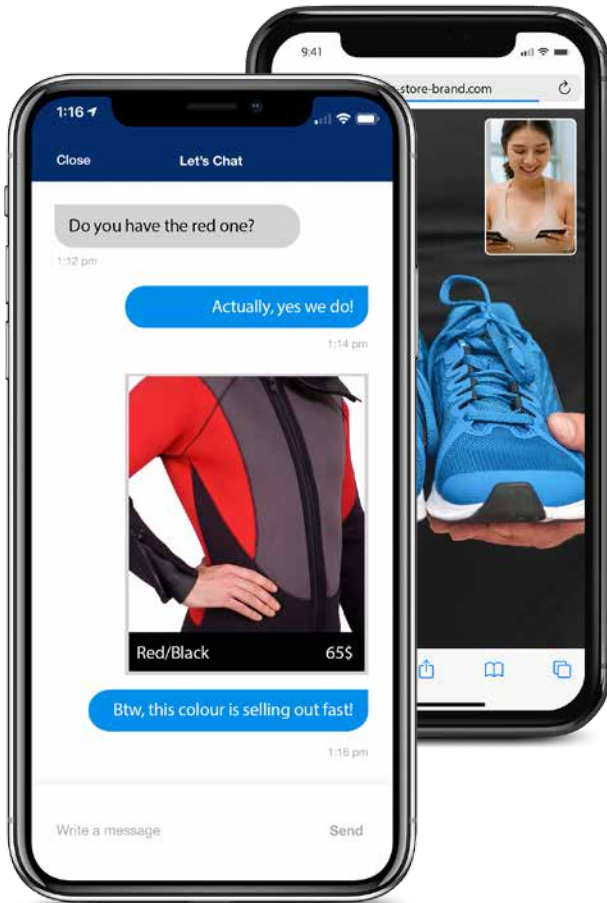 9:41
-store-brand.com
1:16
Close
Let's Chat
Do you have the red one?
1:12 pm
Actually, yes we do!
1:14 pm
Red/Black
65$
Btw, this colour is selling out fast!
1:16 pm
Write a message
Send